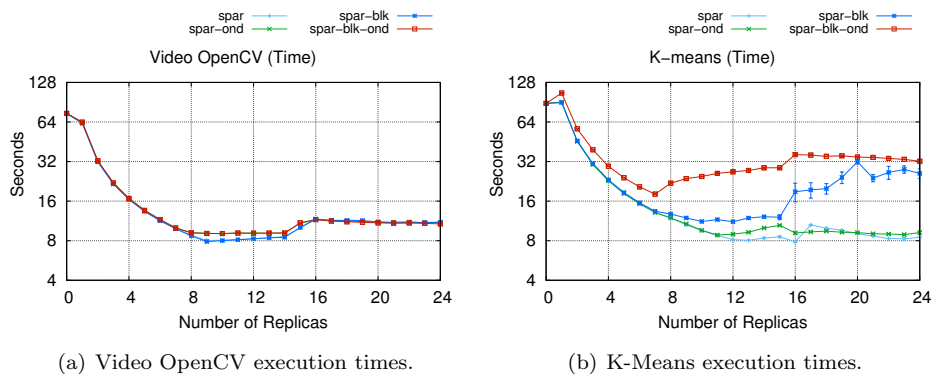 spar spar-blk
spar-ond spar-blk-ond
Video OpenCV (Time)
Seconds
128
64
32
16
8
4
0 4 8 12 16 20 24
Number of Replicas
(a) Video OpenCV execution times.
spar spar-blk
spar-ond spar-blk-ond
K-means (Time)
Seconds
128
64
32
16
8
4
0 4 8 12 16 20 24
Number of Replicas
(b) K-Means execution times.